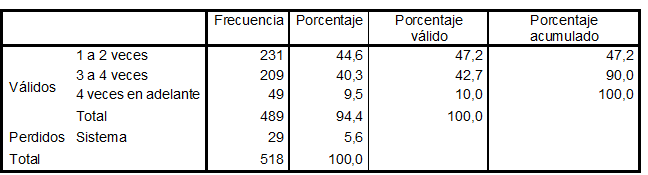 Frecuencia Porcentaje Porcentaje válido Porcentaje acumulado
Válidos 1 a 2 veces 231 44,6 47,2 47,2
3 a 4 veces 209 40,3 42,7 90,0
4 veces en adelante 49 9,5 10,0 100,0
Total 489 94,4 100,0
Perdidos Sistema 29 5,6
Total 518 100,0